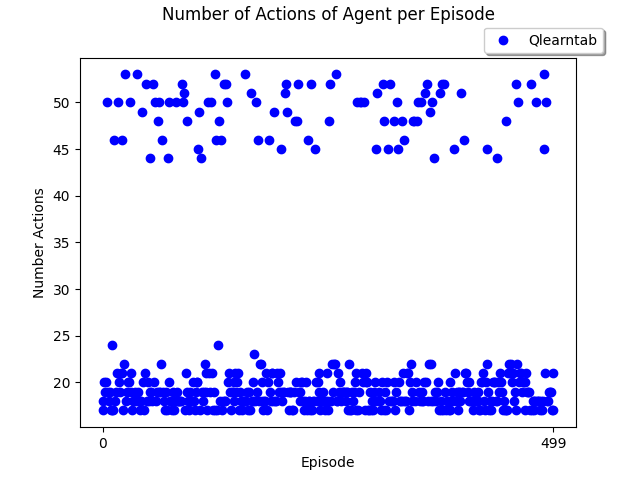 Number of Actions of Agent per Episode
Qlearntab
Number Actions
50
45
40
35
30
25
20
0
499
Episode